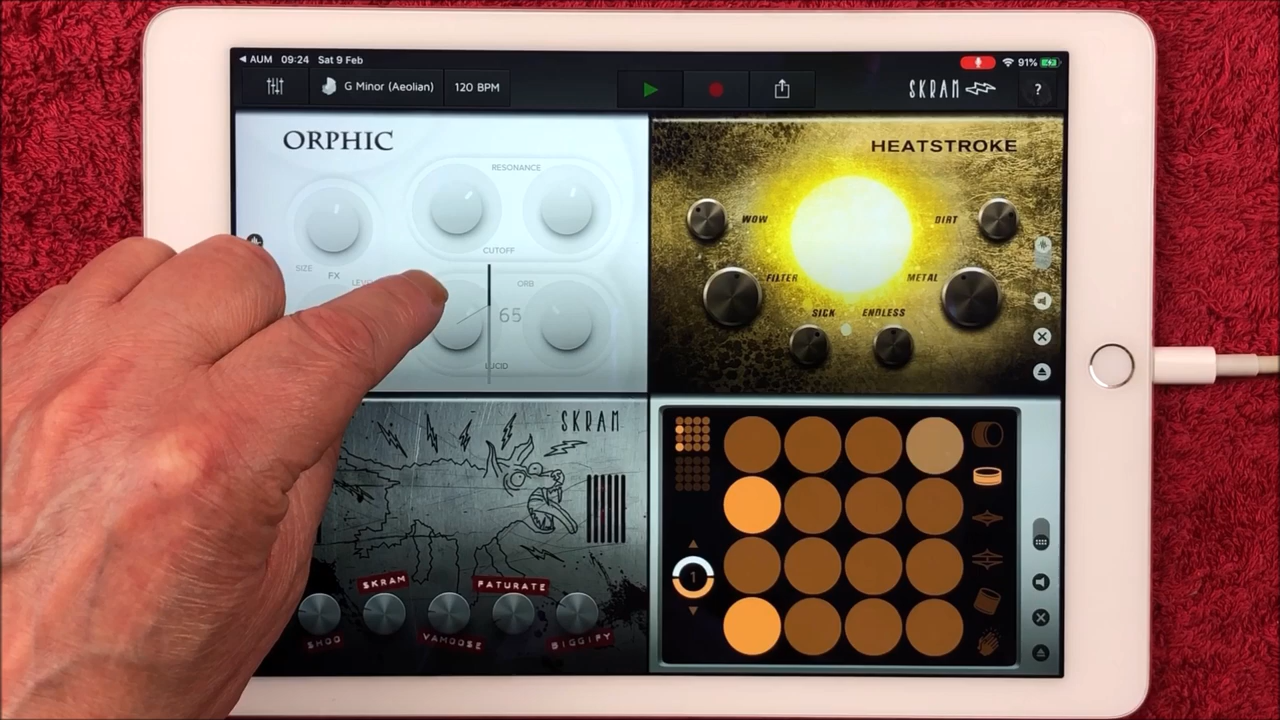 AUM 09:24 Sat 9 Feb
91%
G Minor (Aeolian)
120 BPM
SKRAM
?
ORPHIC
RESONANCE
CUTOFF
SIZE
FX
ORB
65
LUCID
HEATSTROKE
WOW
DIRT
FILTER
METAL
SICK
ENDLESS
SKRAM
SKRAM
FATURATE
SHOQ
VAMOOSE
BIGGIFY
1